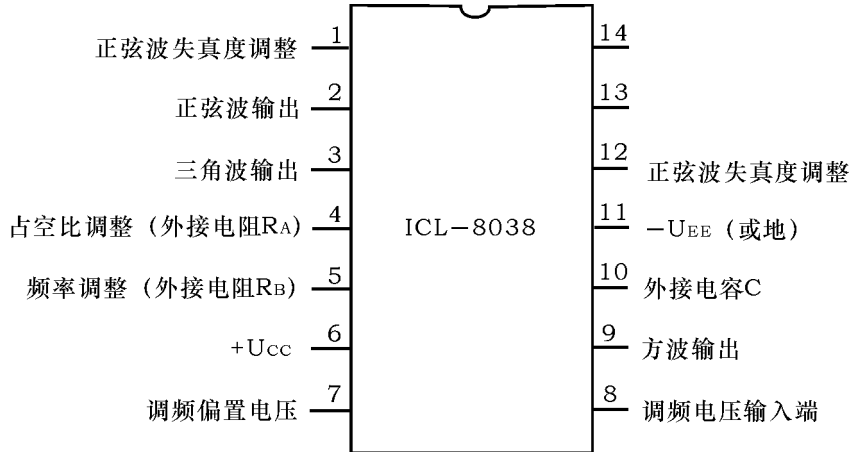 正弦波失真度调整 1
正弦波输出 2
三角波输出 3
占空比调整（外接电阻RA） 4
频率调整（外接电阻RB） 5
+UCC 6
调频偏置电压 7
ICL-8038
14
13
12 正弦波失真度调整
11 -UEE（或地）
10 外接电容C
9 方波输出
8 调频电压输入端